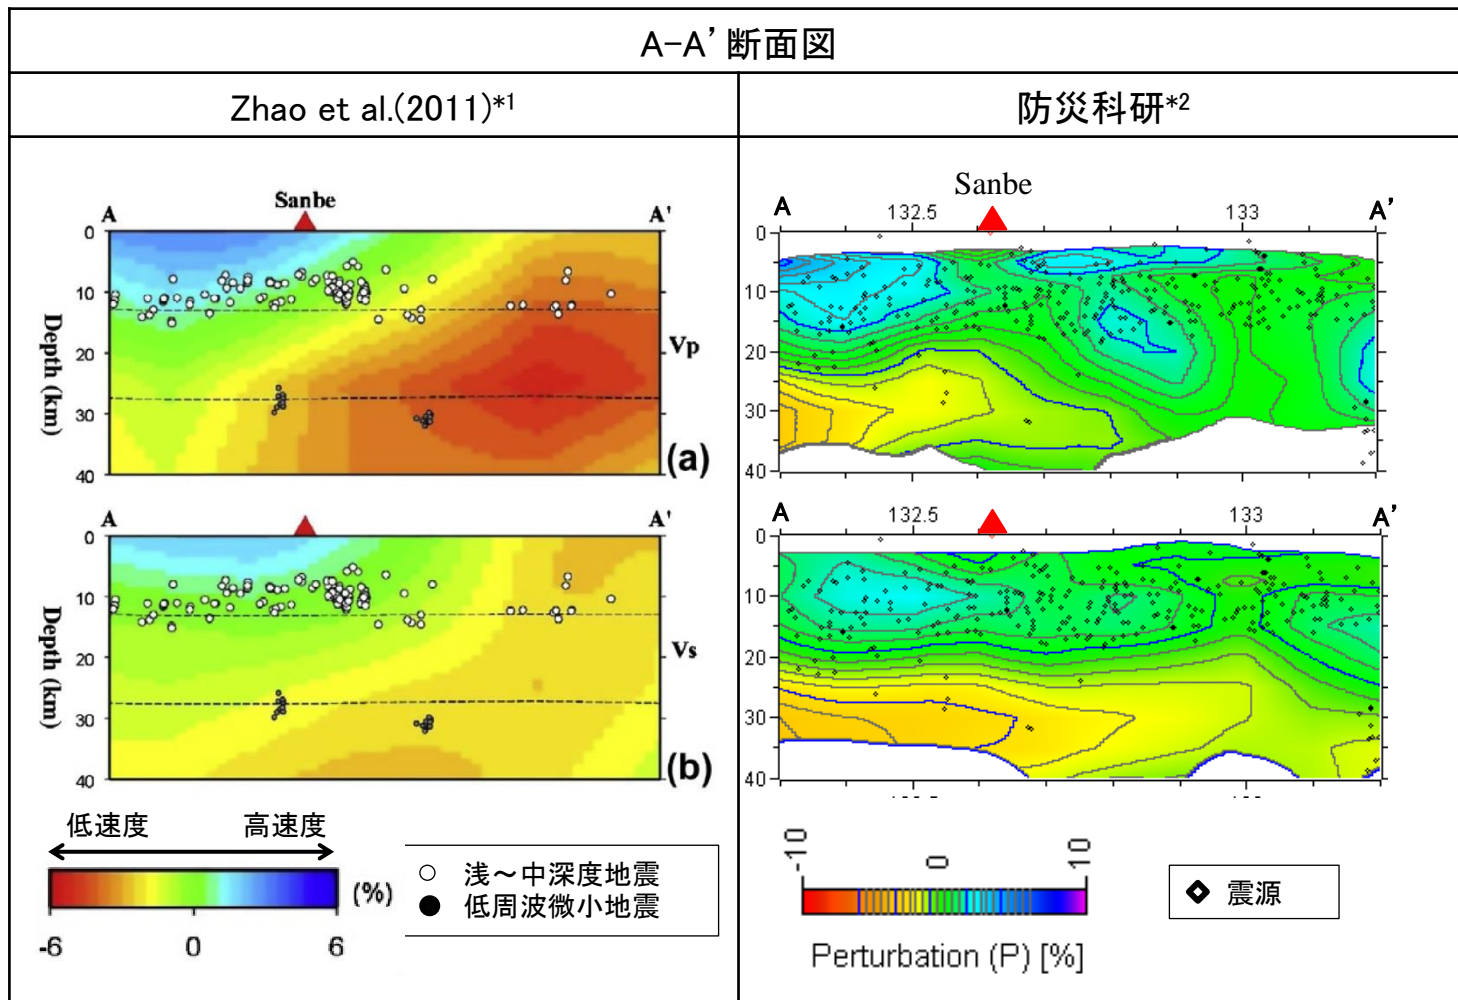 A-A’断面図
Zhao et al.(2011)*1
防災科研*2
Sanbe
A
A'
0
10
20
30
40
Depth (km)
Vp
(a)
A
A'
0
10
20
30
40
Depth (km)
Vs
(b)
低速度
高速度
(%)
-6
0
6
浅～中深度地震
低周波微小地震
Sanbe
A
132.5
133
A’
0
10
20
30
40
A
132.5
133
A’
0
10
20
30
40
-10
0
10
Perturbation (P) [%]
震源